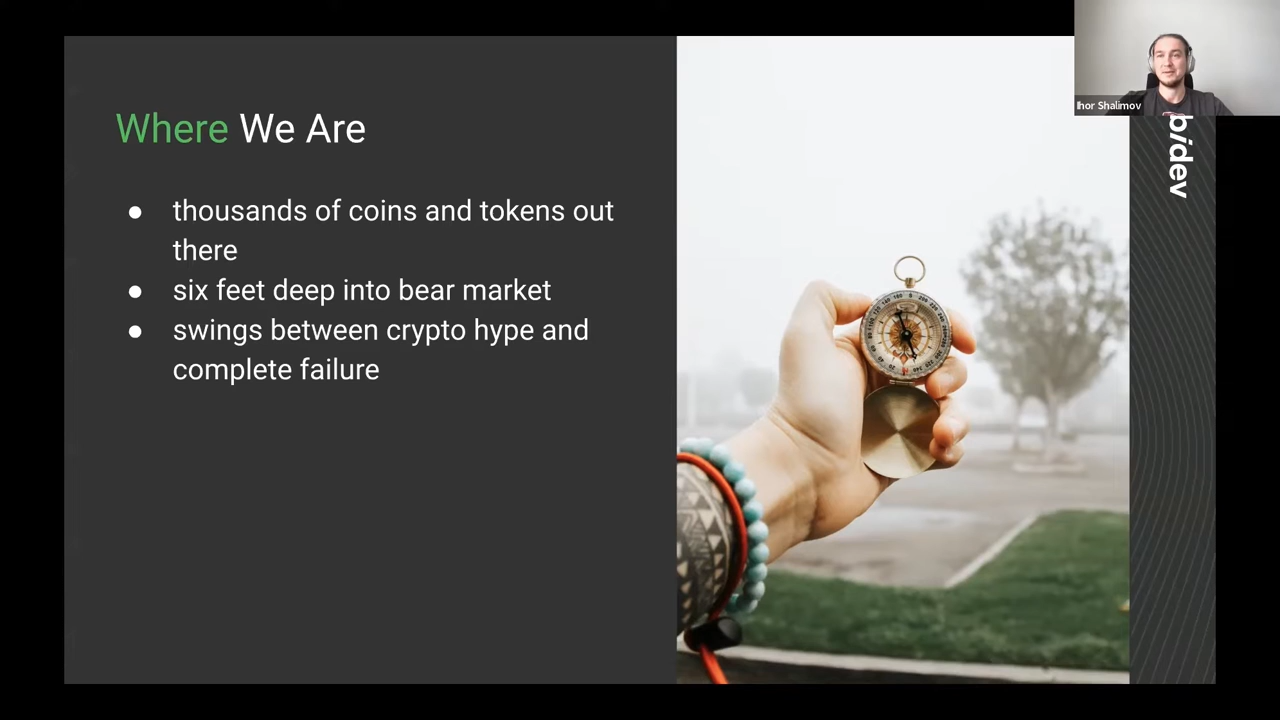 Where We Are
● thousands of coins and tokens out
there
● six feet deep into bear market
● swings between crypto hype and
complete failure
Ihor Shalimov
bidev